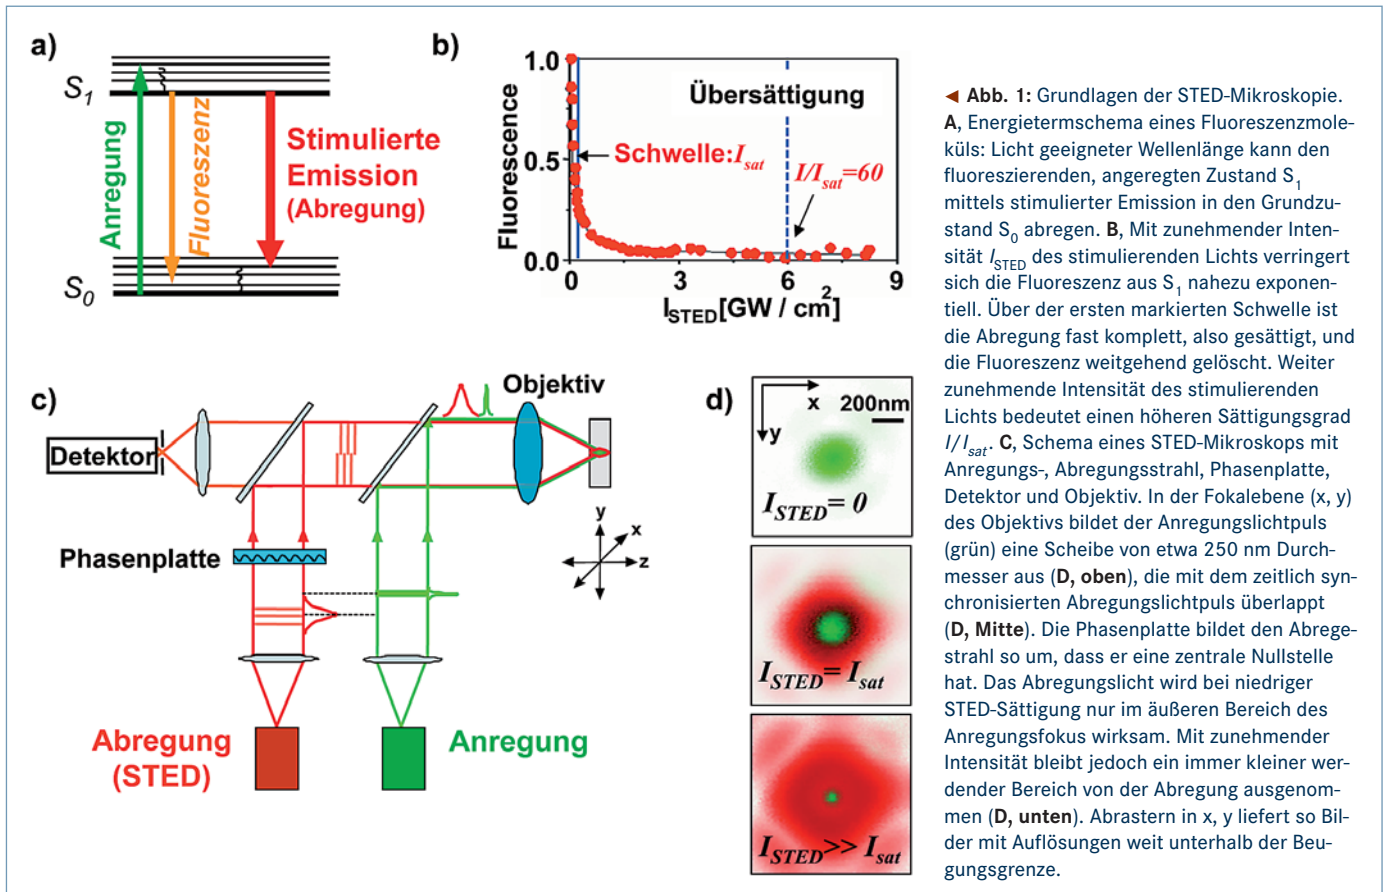 a)
S1
S0
Anregung
Fluoreszenz
Stimulierte
Emission
(Abregung)
b)
Fluorescence
1.0
0.5
0.0
Übersättigung
Schwelle: Isat
I/Isat=60
0
3
6
9
ISTED[GW / cm²]
c)
Objektiv
Detektor
Phasenplatte
y
x
z
Abregung
(STED)
Anregung
d)
x
200nm
y
ISTED= 0
ISTED= Isat
ISTED>> Isat
◄ Abb. 1: Grundlagen der STED-Mikroskopie.
A, Energietermschema eines Fluoreszenzmole-
küls: Licht geeigneter Wellenlänge kann den
fluoreszierenden, angeregten Zustand S1
mittels stimulierter Emission in den Grundzu-
stand S0 abregen. B, Mit zunehmender Inten-
sität ISTED des stimulierenden Lichts verringert
sich die Fluoreszenz aus S1 nahezu exponen-
tiell. Über der ersten markierten Schwelle ist
die Abregung fast komplett, also gesättigt, und
die Fluoreszenz weitgehend gelöscht. Weiter
zunehmende Intensität des stimulierenden
Lichts bedeutet einen höheren Sättigungsgrad
I/Isat. C, Schema eines STED-Mikroskops mit
Anregungs-, Abregungsstrahl, Phasenplatte,
Detektor und Objektiv. In der Fokalebene (x, y)
des Objektivs bildet der Anregungslichtpuls
(grün) eine Scheibe von etwa 250 nm Durch-
messer aus (D, oben), die mit dem zeitlich syn-
chronisierten Abregungslichtpuls überlappt
(D, Mitte). Die Phasenplatte bildet den Abrege-
strahl so um, dass er eine zentrale Nullstelle
hat. Das Abregungslicht wird bei niedriger
STED-Sättigung nur im äußeren Bereich des
Anregungsfokus wirksam. Mit zunehmender
Intensität bleibt jedoch ein immer kleiner wer-
dender Bereich von der Abregung ausgenom-
men (D, unten). Abrastern in x, y liefert so Bil-
der mit Auflösungen weit unterhalb der Beu-
gungsgrenze.